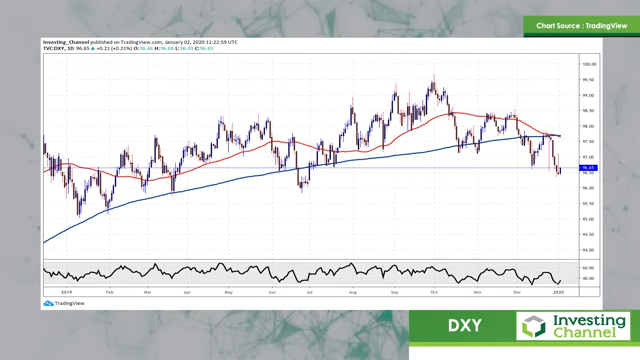 Chart Source : TradingView
Investing_Channel published on TradingView.com, January 02, 2020 11:22:59 UTC
TVC:DXY, 1D 96.65 ▲ +0.21 (+0.21%) O:96.48 H:96.68 L:96.43 C:96.65
100.00
99.50
99.00
98.50
98.00
97.50
97.00
96.65
96.50
96.00
95.50
95.00
94.50
94.00
60.00
40.00
2019 Feb Mar Apr May Jun Jul Aug Sep Oct Nov Dec 2020
TradingView
DXY
Investing
Channel